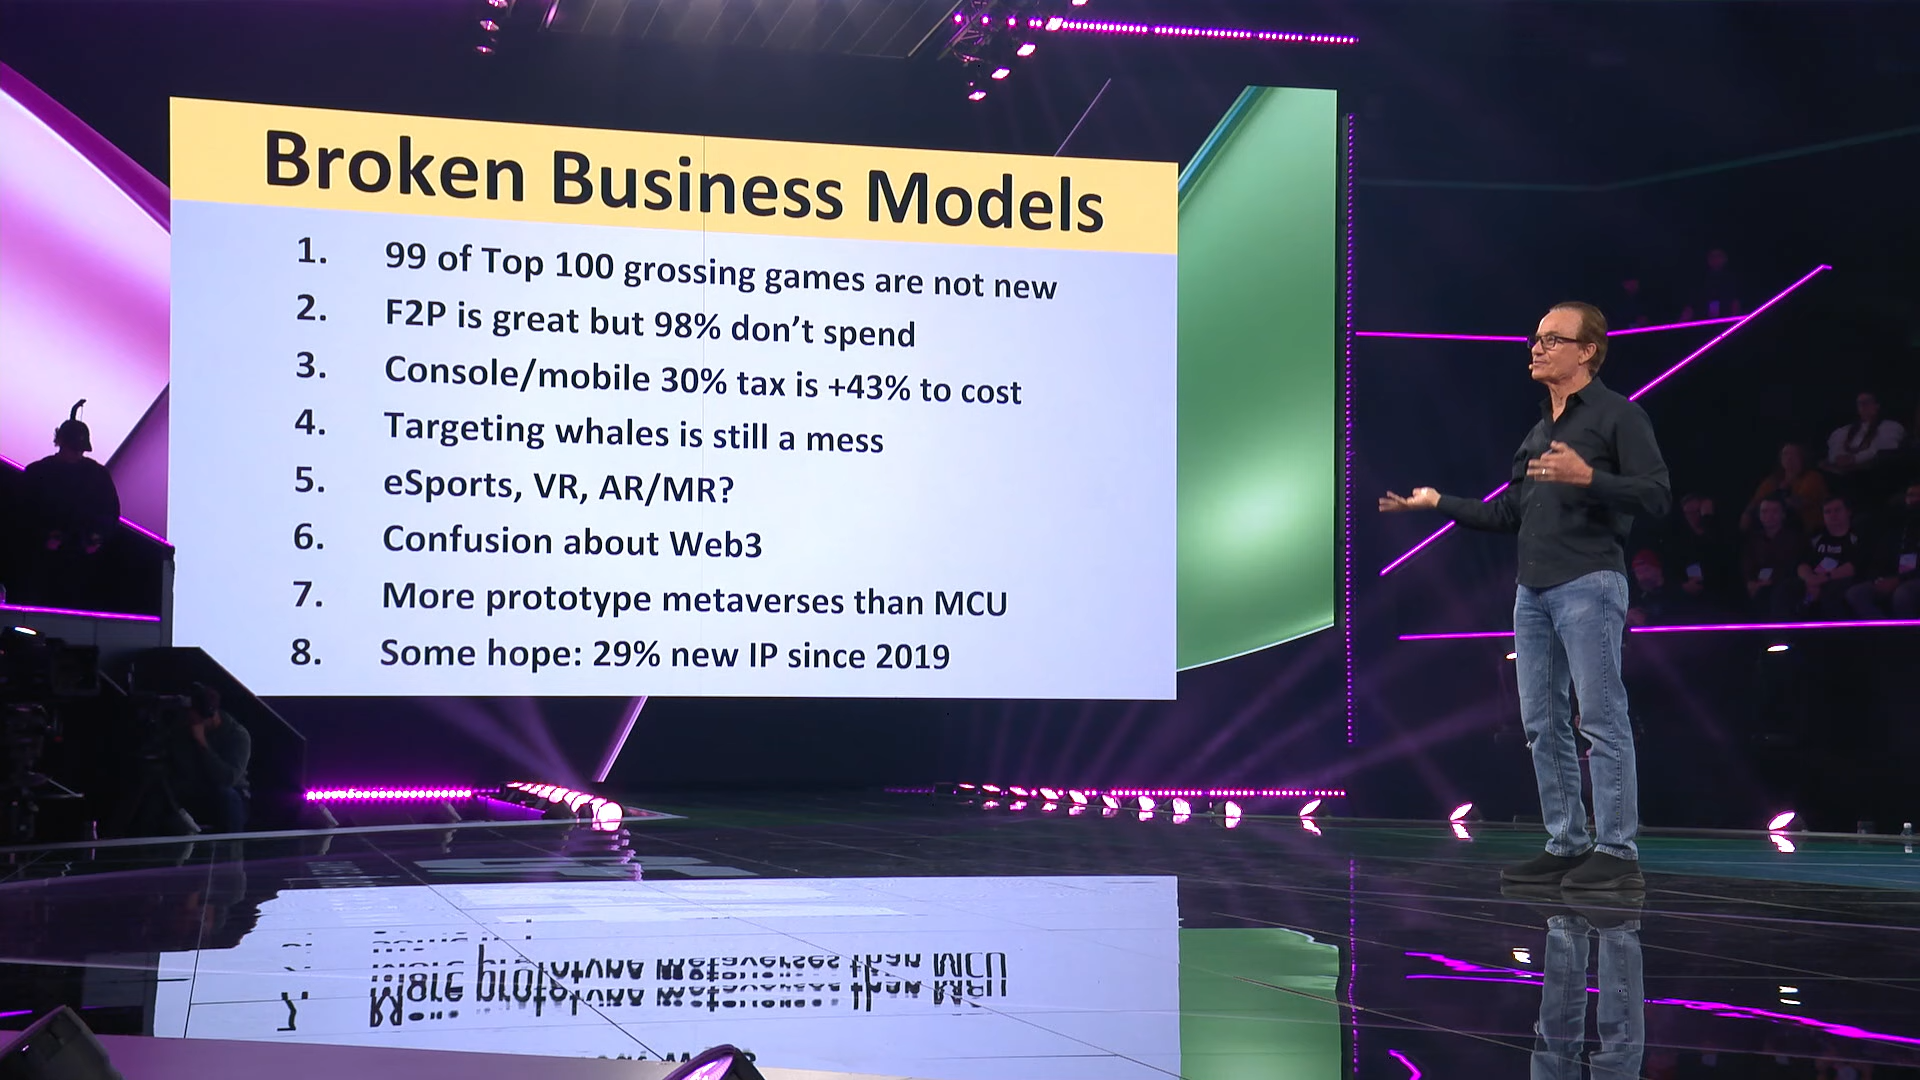 Broken Business Models
1. 99 of Top 100 grossing games are not new
2. F2P is great but 98% don't spend
3. Console/mobile 30% tax is +43% to cost
4. Targeting whales is still a mess
5. eSports, VR, AR/MR?
6. Confusion about Web3
7. More prototype metaverses than MCU
8. Some hope: 29% new IP since 2019